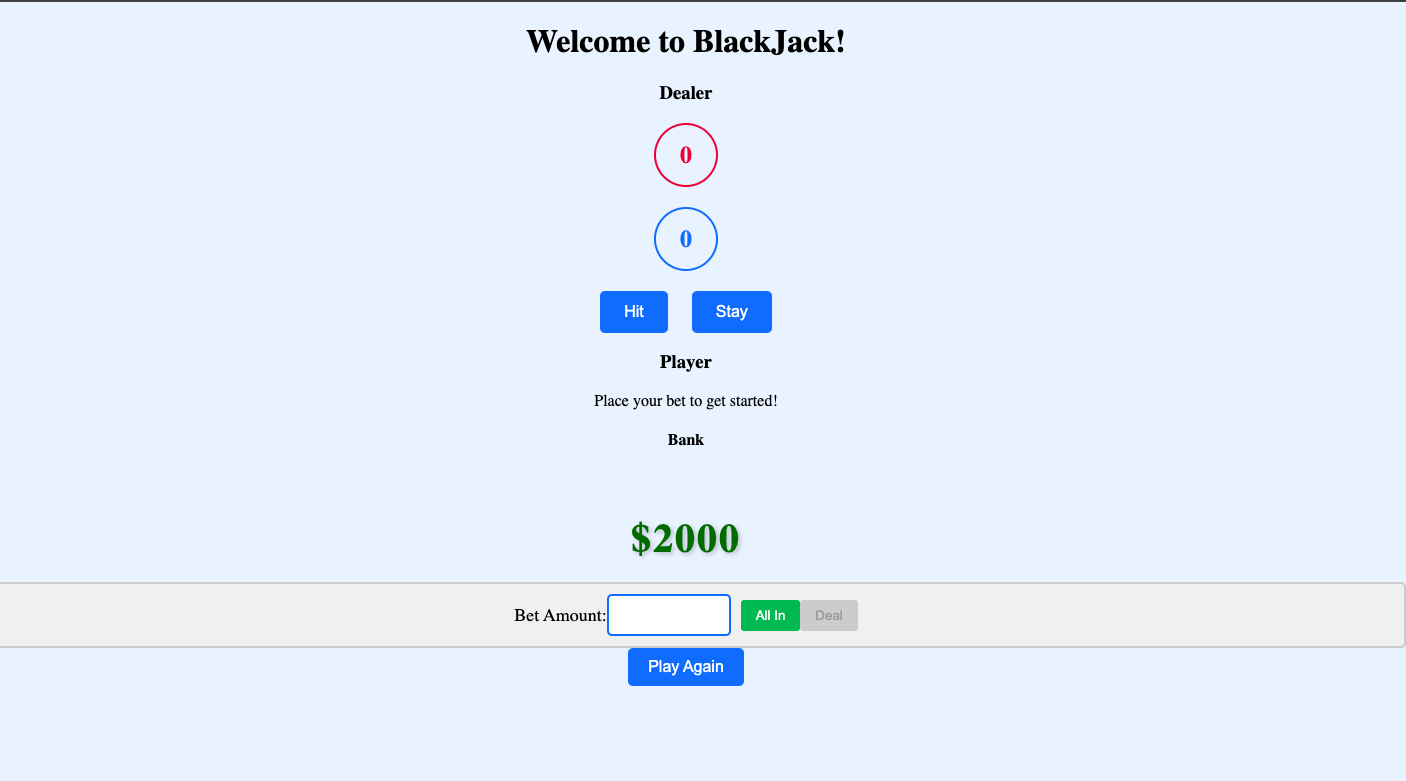 Welcome to BlackJack!
Dealer
0
0
Hit Stay
Player
Place your bet to get started!
Bank
$2000
Bet Amount: All In Deal
Play Again